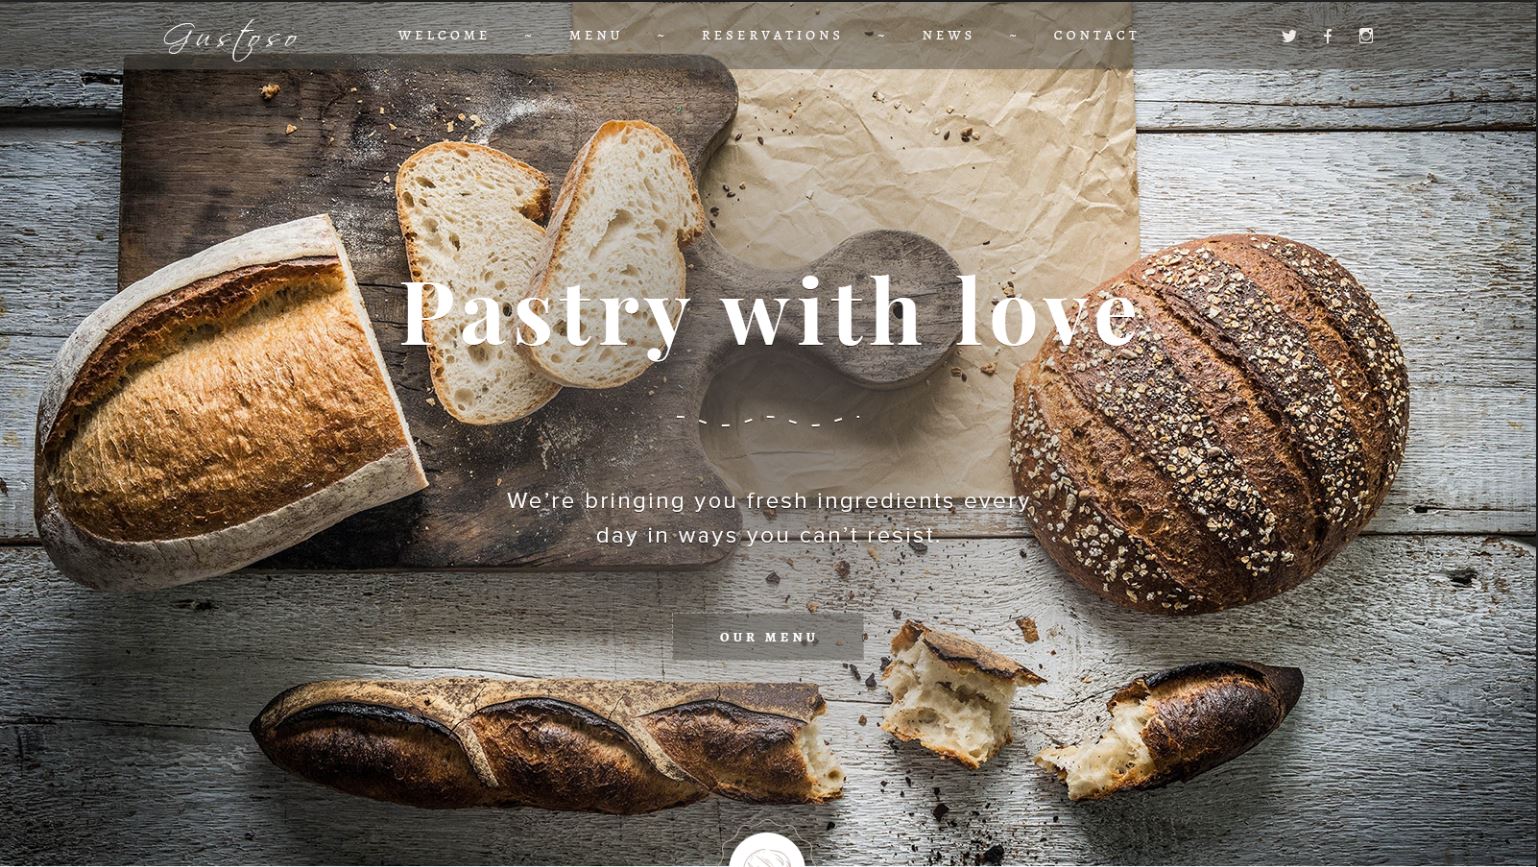 Gustoso
WELCOME ~ MENU ~ RESERVATIONS ~ NEWS ~ CONTACT
Pastry with love
We're bringing you fresh ingredients every
day in ways you can't resist.
OUR MENU